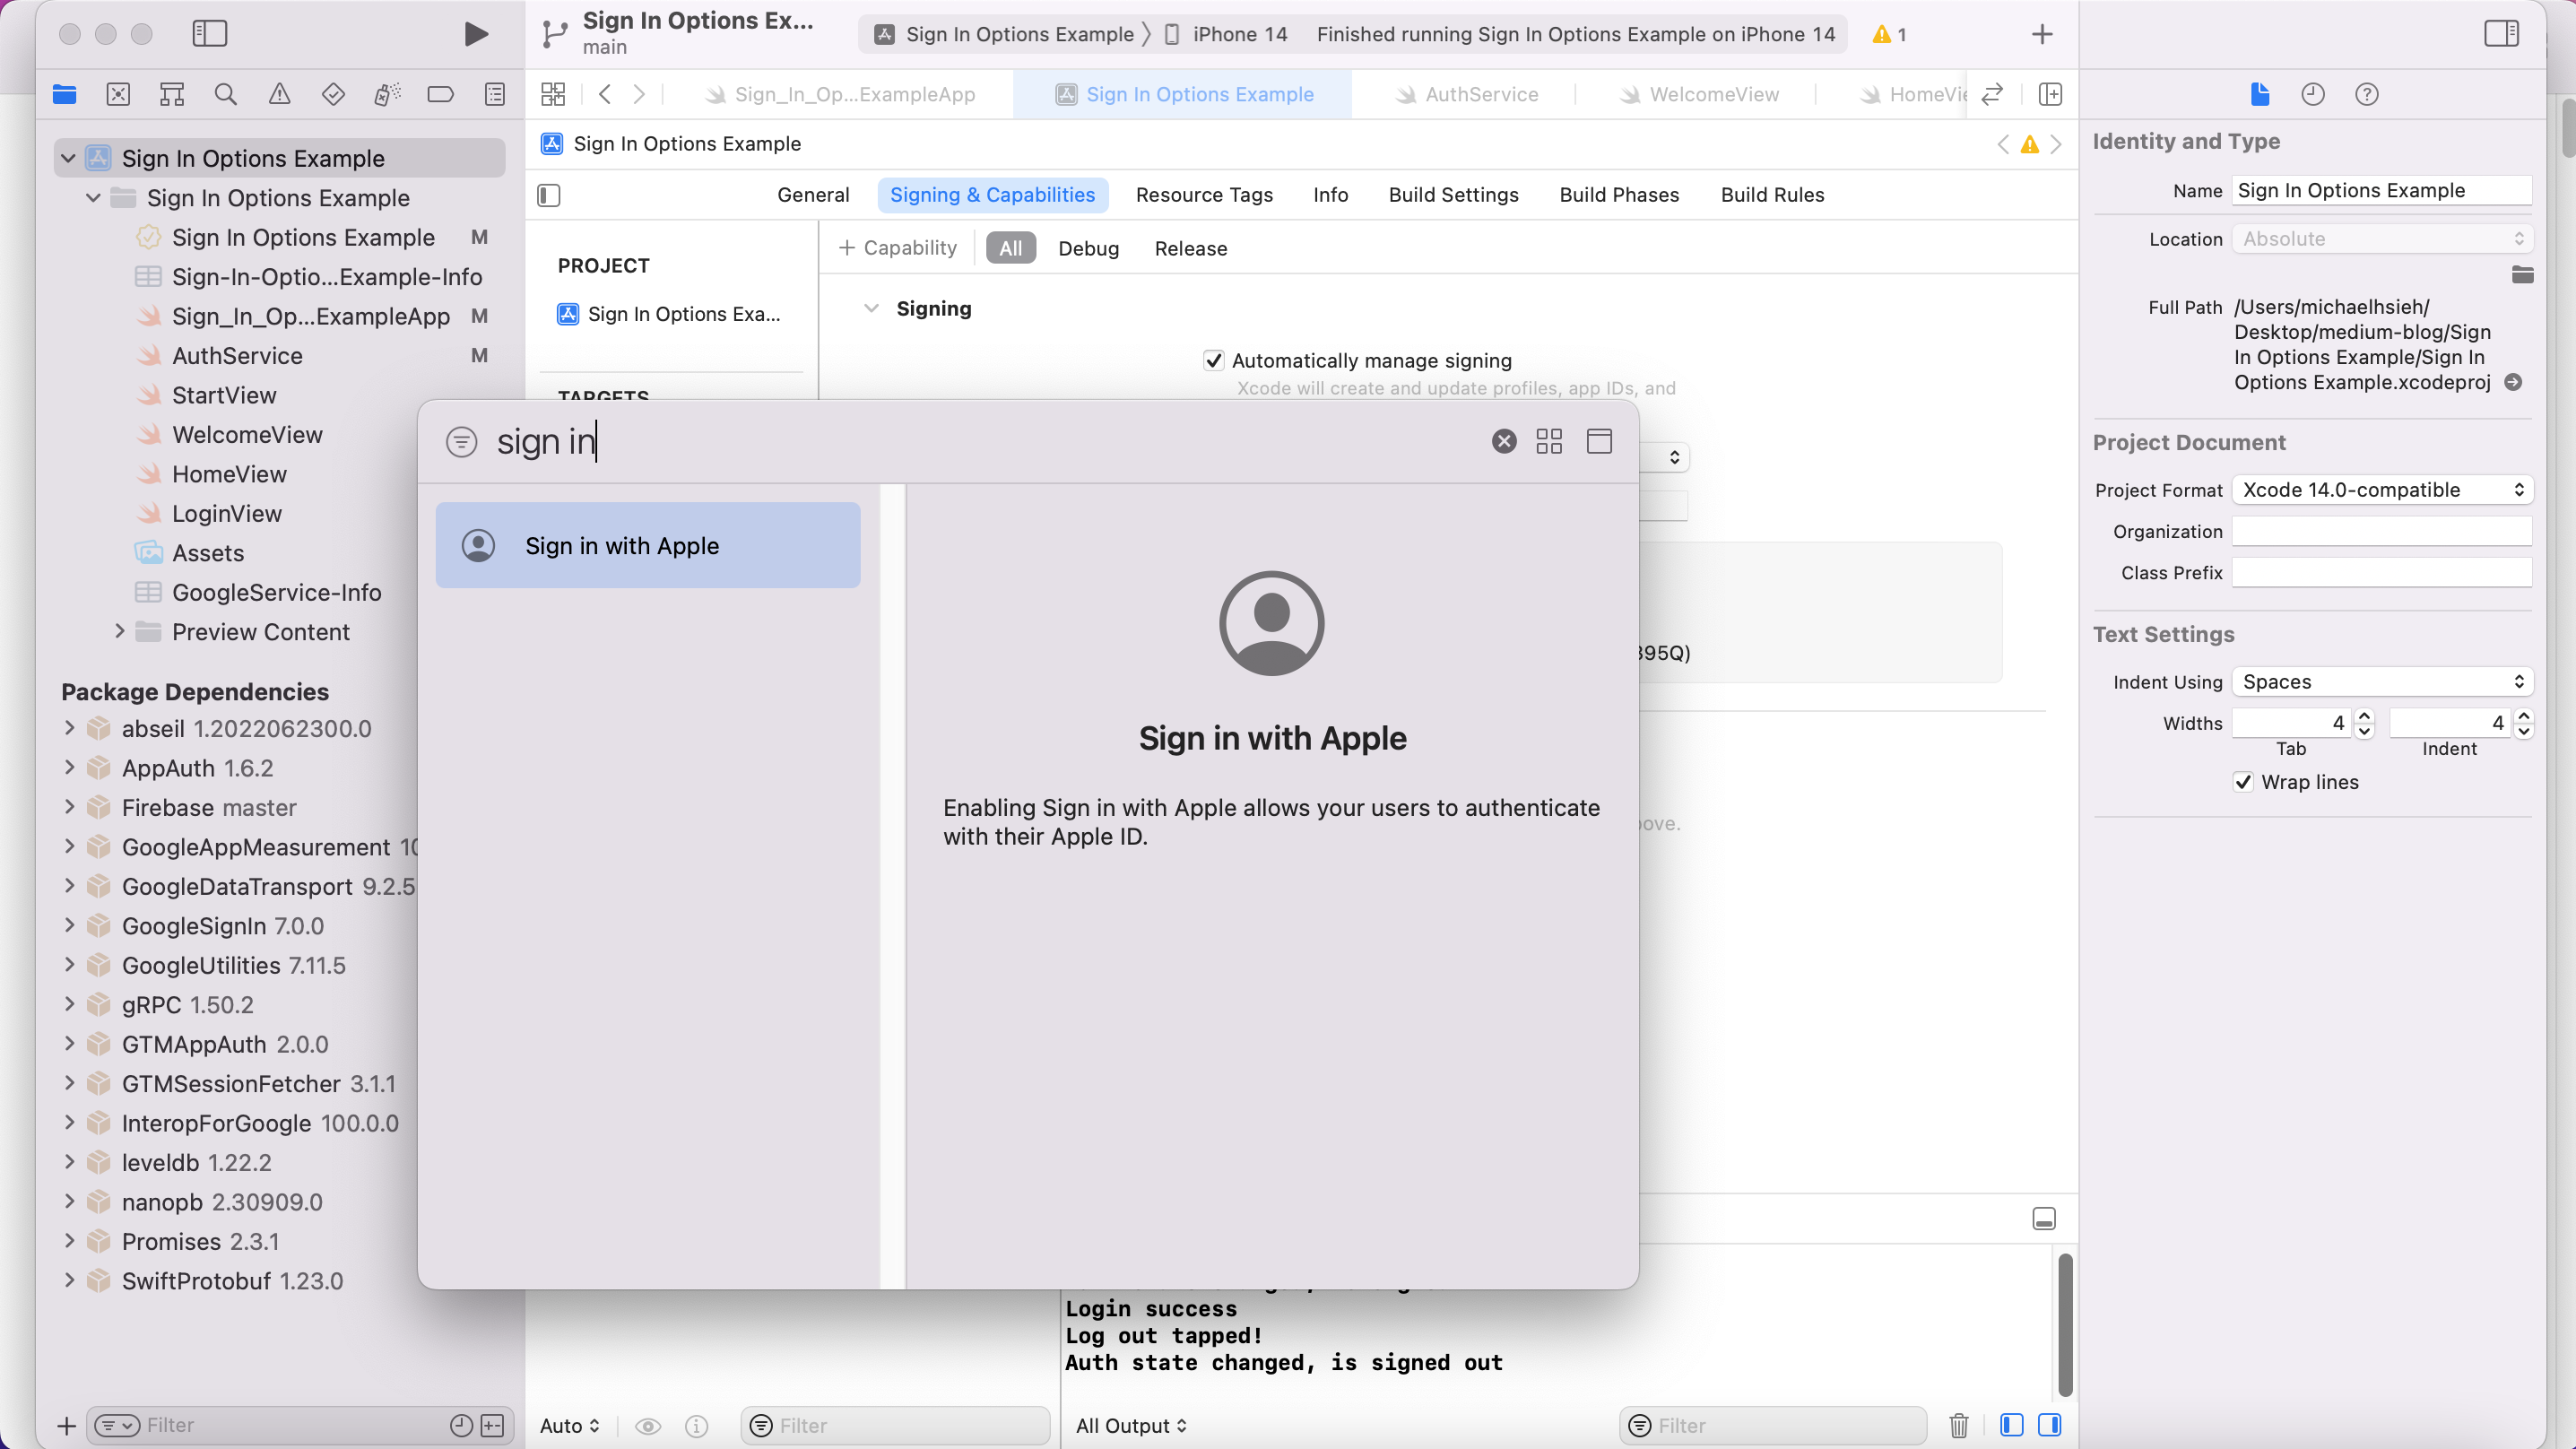 Sign In Options Ex...
main
Sign In Options Example
iPhone 14
Finished running Sign In Options Example on iPhone 14
1
Sign_In_Op...ExampleApp
Sign In Options Example
AuthService
WelcomeView
HomeVie
Sign In Options Example
General
Signing & Capabilities
Resource Tags
Info
Build Settings
Build Phases
Build Rules
Capability
All
Debug
Release
PROJECT
Sign In Options Exa...
TARGETS
Signing
Automatically manage signing
Xcode will create and update profiles, app IDs, and
395Q)
ove.
Sign In Options Example
Sign In Options Example
Sign In Options Example M
Sign-In-Optio...Example-Info
Sign_In_Op...ExampleApp M
AuthService M
StartView
WelcomeView
HomeView
LoginView
Assets
GoogleService-Info
Preview Content
Package Dependencies
abseil 1.2022062300.0
AppAuth 1.6.2
Firebase master
GoogleAppMeasurement 10
GoogleDataTransport 9.2.5
GoogleSignIn 7.0.0
GoogleUtilities 7.11.5
gRPC 1.50.2
GTMAppAuth 2.0.0
GTMSessionFetcher 3.1.1
InteropForGoogle 100.0.0
leveldb 1.22.2
nanopb 2.30909.0
Promises 2.3.1
SwiftProtobuf 1.23.0
Filter
sign in
Sign in with Apple
Sign in with Apple
Enabling Sign in with Apple allows your users to authenticate
with their Apple ID.
Login success
Log out tapped!
Auth state changed, is signed out
Auto
Filter
All Output
Filter
Identity and Type
Name Sign In Options Example
Location Absolute
Full Path /Users/michaelhsieh/
Desktop/medium-blog/Sign
In Options Example/Sign In
Options Example.xcodeproj
Project Document
Project Format Xcode 14.0-compatible
Organization
Class Prefix
Text Settings
Indent Using Spaces
Widths 4 4
Tab Indent
Wrap lines